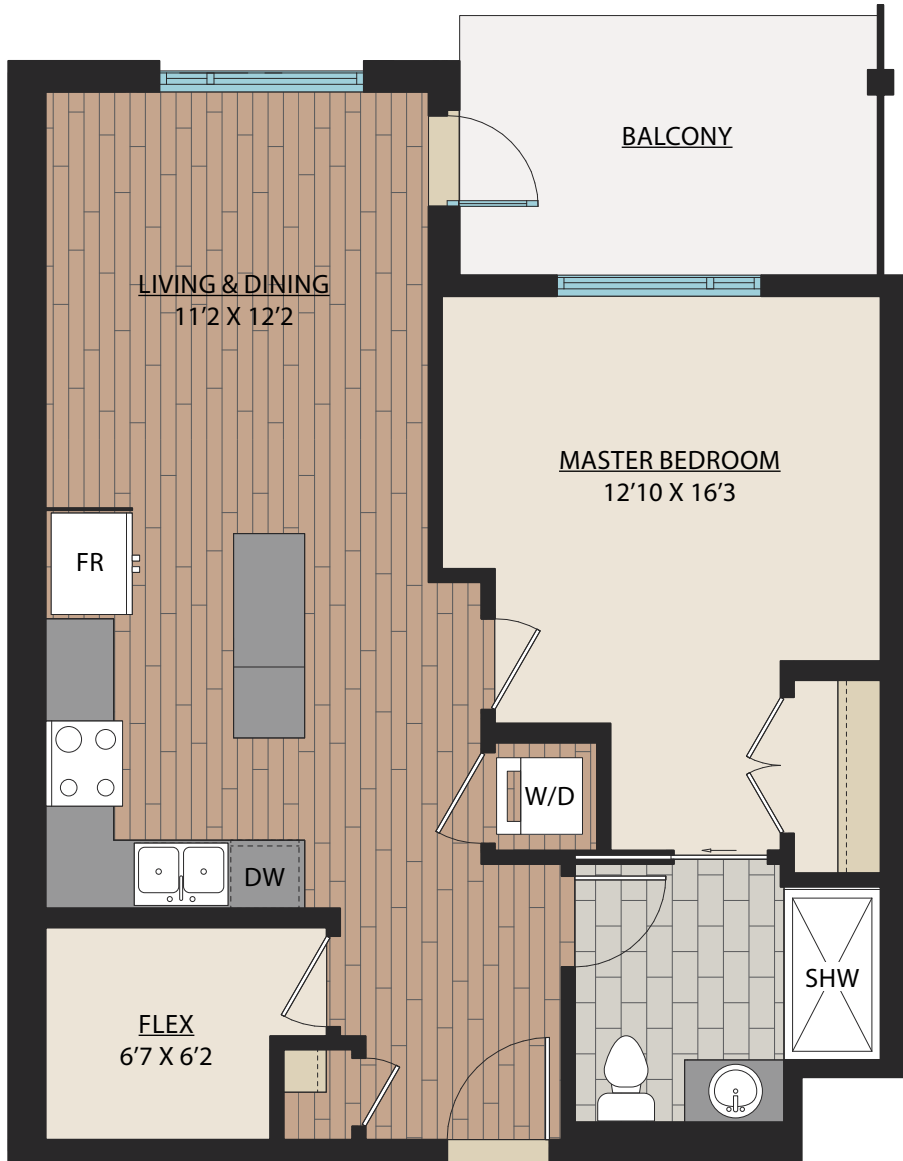 BALCONY
LIVING & DINING
11’2 X 12’2
MASTER BEDROOM
12’10 X 16’3
FR
W/D
DW
SHW
FLEX
6’7 X 6’2